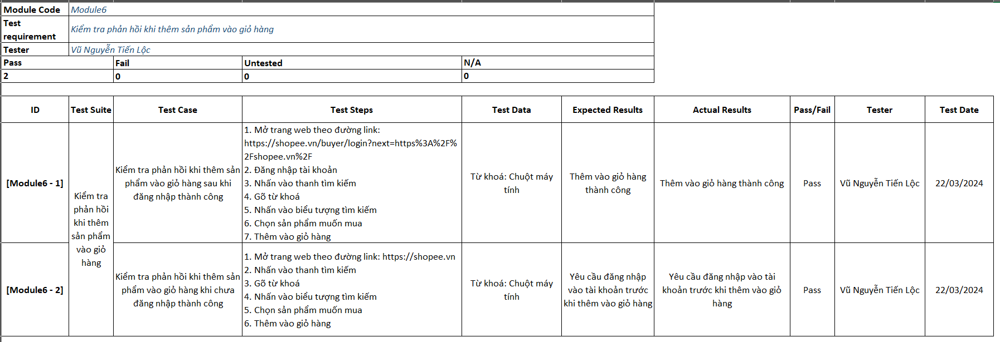 Module Code
Module6
Test
requirement
Kiểm tra phản hồi khi thêm sản phẩm vào giỏ hàng
Tester
Vũ Nguyễn Tiến Lộc
Pass
Fail
Untested
N/A
2
0
0
0
ID
Test Suite
Test Case
Test Steps
Test Data
Expected Results
Actual Results
Pass/Fail
Tester
Test Date
[Module6 - 1]
Kiểm tra
phản hồi
khi thêm
sản phẩm
vào giỏ
hàng
Kiểm tra phản hồi khi thêm sản
phẩm vào giỏ hàng sau khi
đăng nhập thành công
1. Mở trang web theo đường link:
https://shopee.vn/buyer/login?next=https%3A%2F%
2Fshopee.vn%2F
2. Đăng nhập tài khoản
3. Nhấn vào thanh tìm kiếm
4. Gõ từ khoá
5. Nhấn vào biểu tượng tìm kiếm
6. Chọn sản phẩm muốn mua
7. Thêm vào giỏ hàng
Từ khoá: Chuột máy
tính
Thêm vào giỏ hàng
thành công
Thêm vào giỏ hàng thành công
Pass
Vũ Nguyễn Tiến Lộc
22/03/2024
[Module6 - 2]
Kiểm tra phản hồi khi thêm sản
phẩm vào giỏ hàng khi chưa
đăng nhập thành công
1. Mở trang web theo đường link: https://shopee.vn
2. Nhấn vào thanh tìm kiếm
3. Gõ từ khoá
4. Nhấn vào biểu tượng tìm kiếm
5. Chọn sản phẩm muốn mua
6. Thêm vào giỏ hàng
Từ khoá: Chuột máy
tính
Yêu cầu đăng nhập
vào tài khoản trước
khi thêm vào giỏ hàng
Yêu cầu đăng nhập vào tài
khoản trước khi thêm vào giỏ
hàng
Pass
Vũ Nguyễn Tiến Lộc
22/03/2024